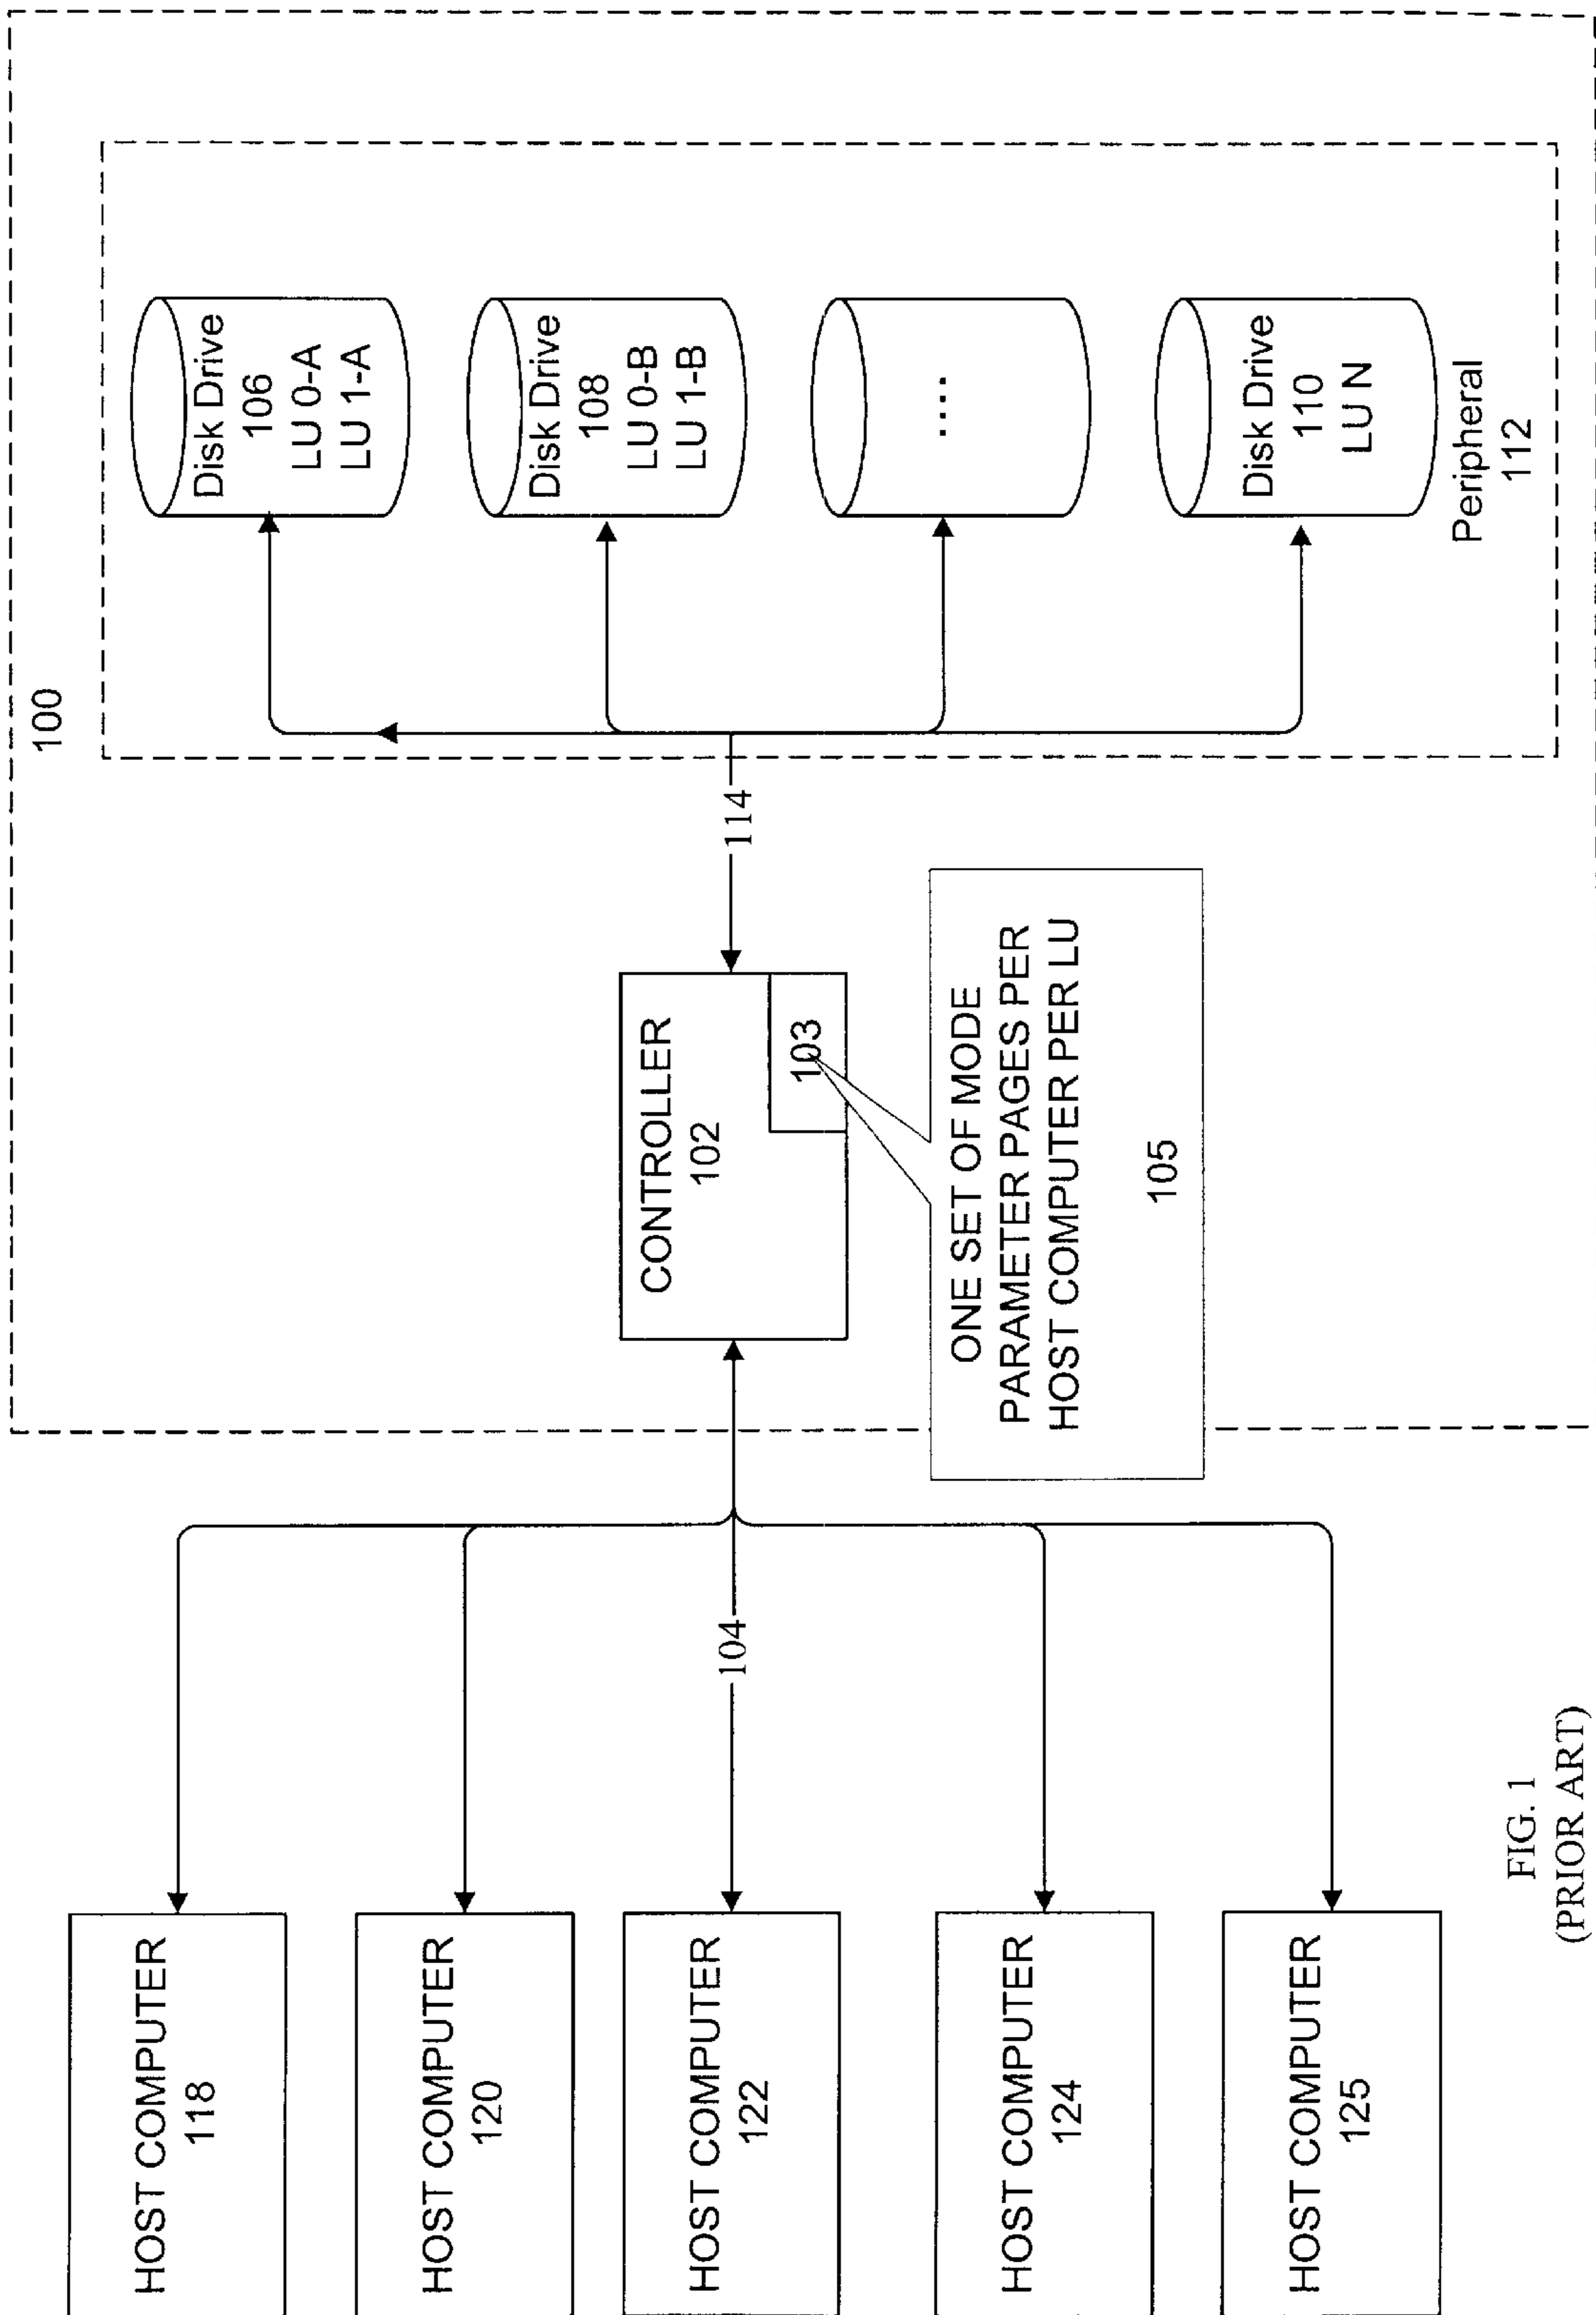 HOST COMPUTER
118
HOST COMPUTER
120
HOST COMPUTER
122
HOST COMPUTER
124
HOST COMPUTER
125
104
100
CONTROLLER
102
103
ONE SET OF MODE
PARAMETER PAGES PER
HOST COMPUTER PER LU
105
114
Disk Drive
106
LU 0-A
LU 1-A
Disk Drive
108
LU 0-B
LU 1-B
....
Disk Drive
110
LU N
Peripheral
112
FIG. 1
(PRIOR ART)